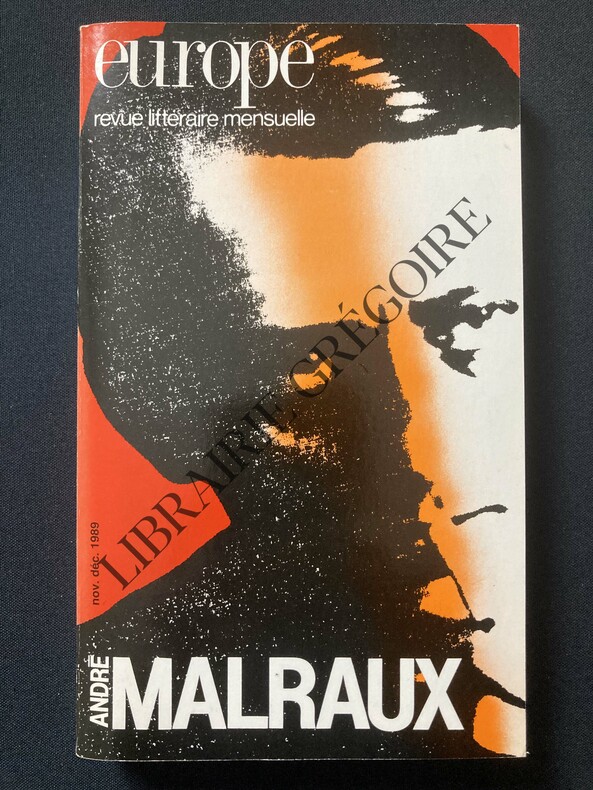 europe
revue littéraire mensuelle
LIBRAIRIE GRÉGOIRE
nov. déc. 1989
ANDRÉ
MALRAUX